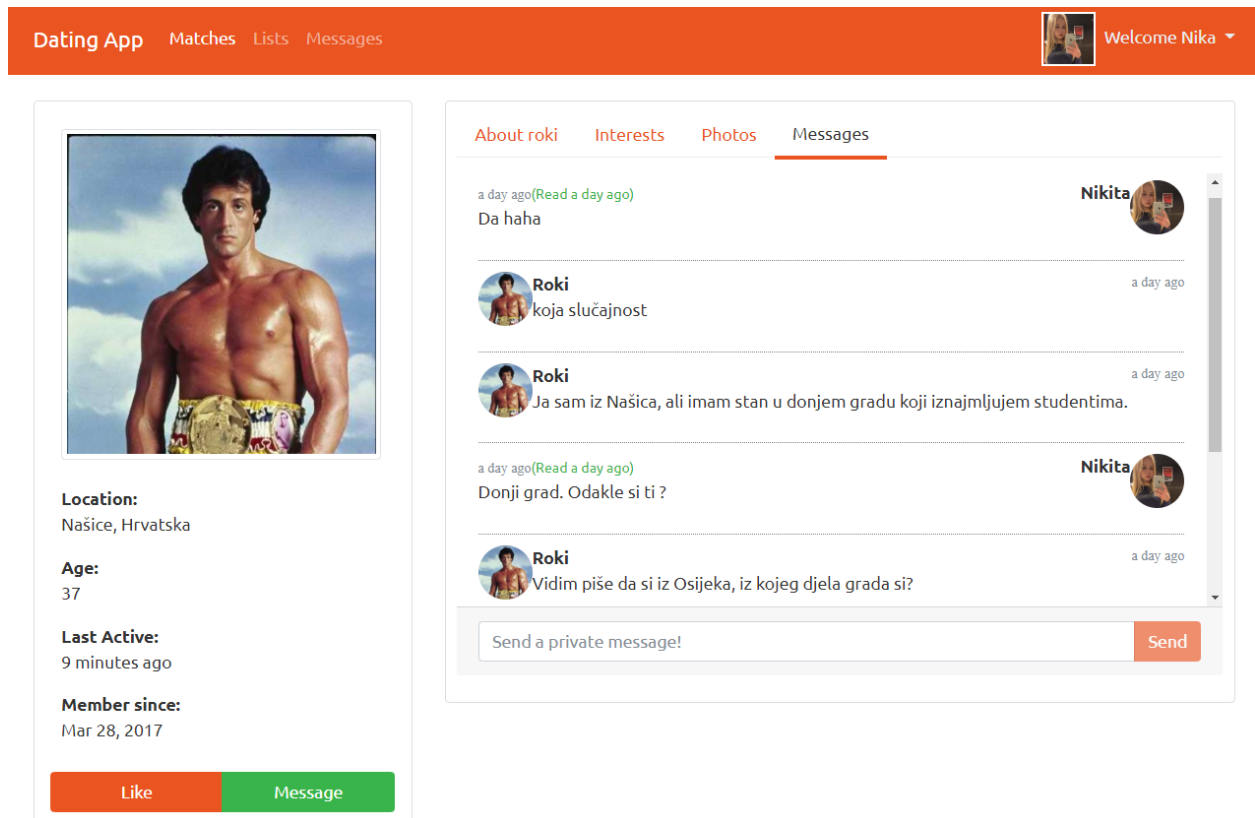 Dating App Matches Lists Messages Welcome Nika
Location:
Našice, Hrvatska
Age:
37
Last Active:
9 minutes ago
Member since:
Mar 28, 2017
Like Message
About roki Interests Photos Messages
a day ago(Read a day ago) Nikita
Da haha
Roki a day ago
koja slučajnost
Roki a day ago
Ja sam iz Našica, ali imam stan u donjem gradu koji iznajmljujem studentima.
a day ago(Read a day ago) Nikita
Donji grad. Odakle si ti ?
Roki a day ago
Vidim piše da si iz Osijeka, iz kojeg djela grada si?
Send a private message! Send